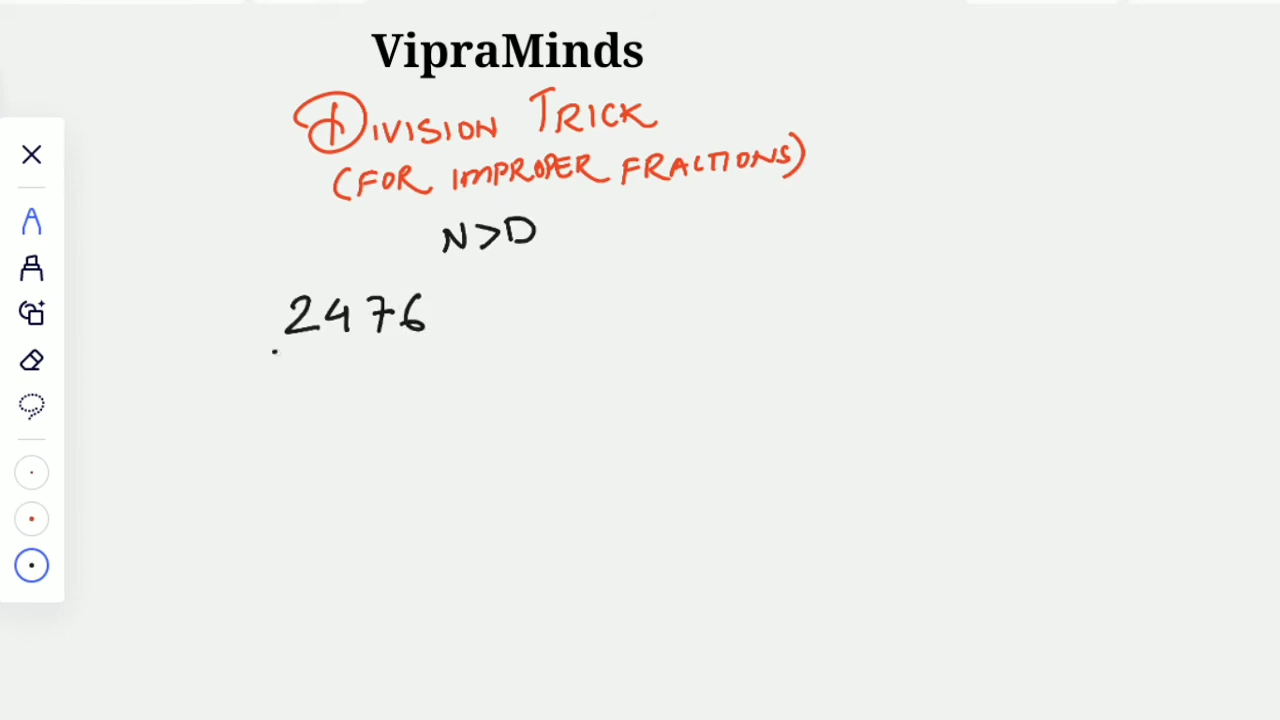 VipraMinds
DIVISION TRICK
(FOR IMPROPER FRACTIONS)
N>D
2476